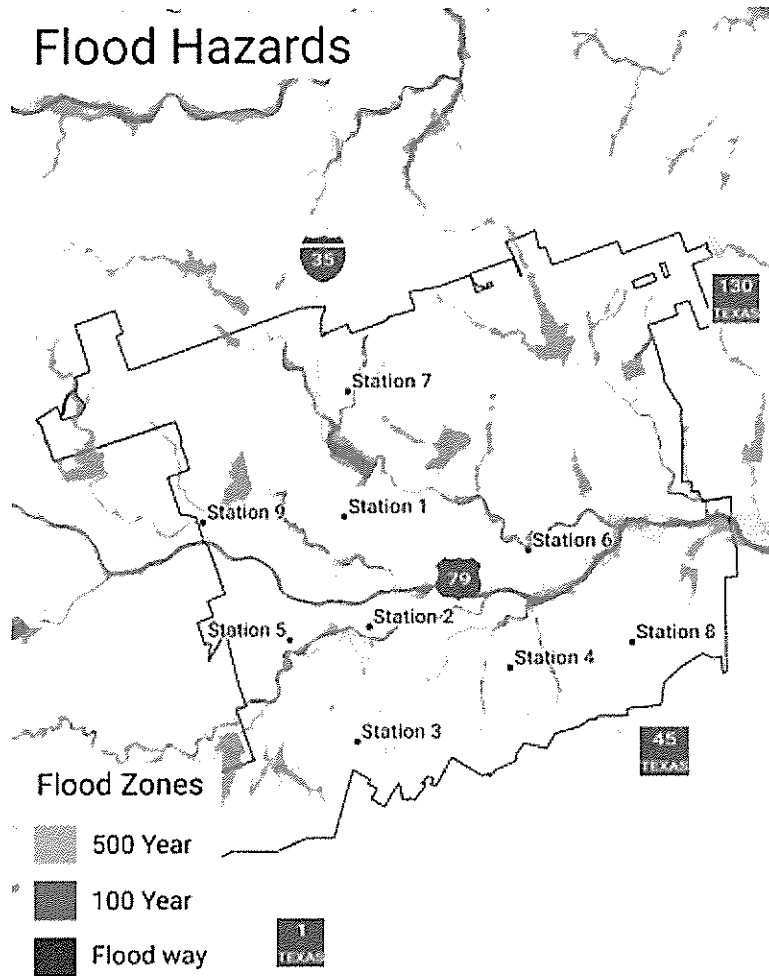 Flood Hazards
35
130
TEXAS
Station 7
Station 9
Station 1
Station 6
79
Station 2
Station 5
Station 8
Station 4
Station 3
45
TEXAS
Flood Zones
500 Year
100 Year
1
TEXAS
Flood way